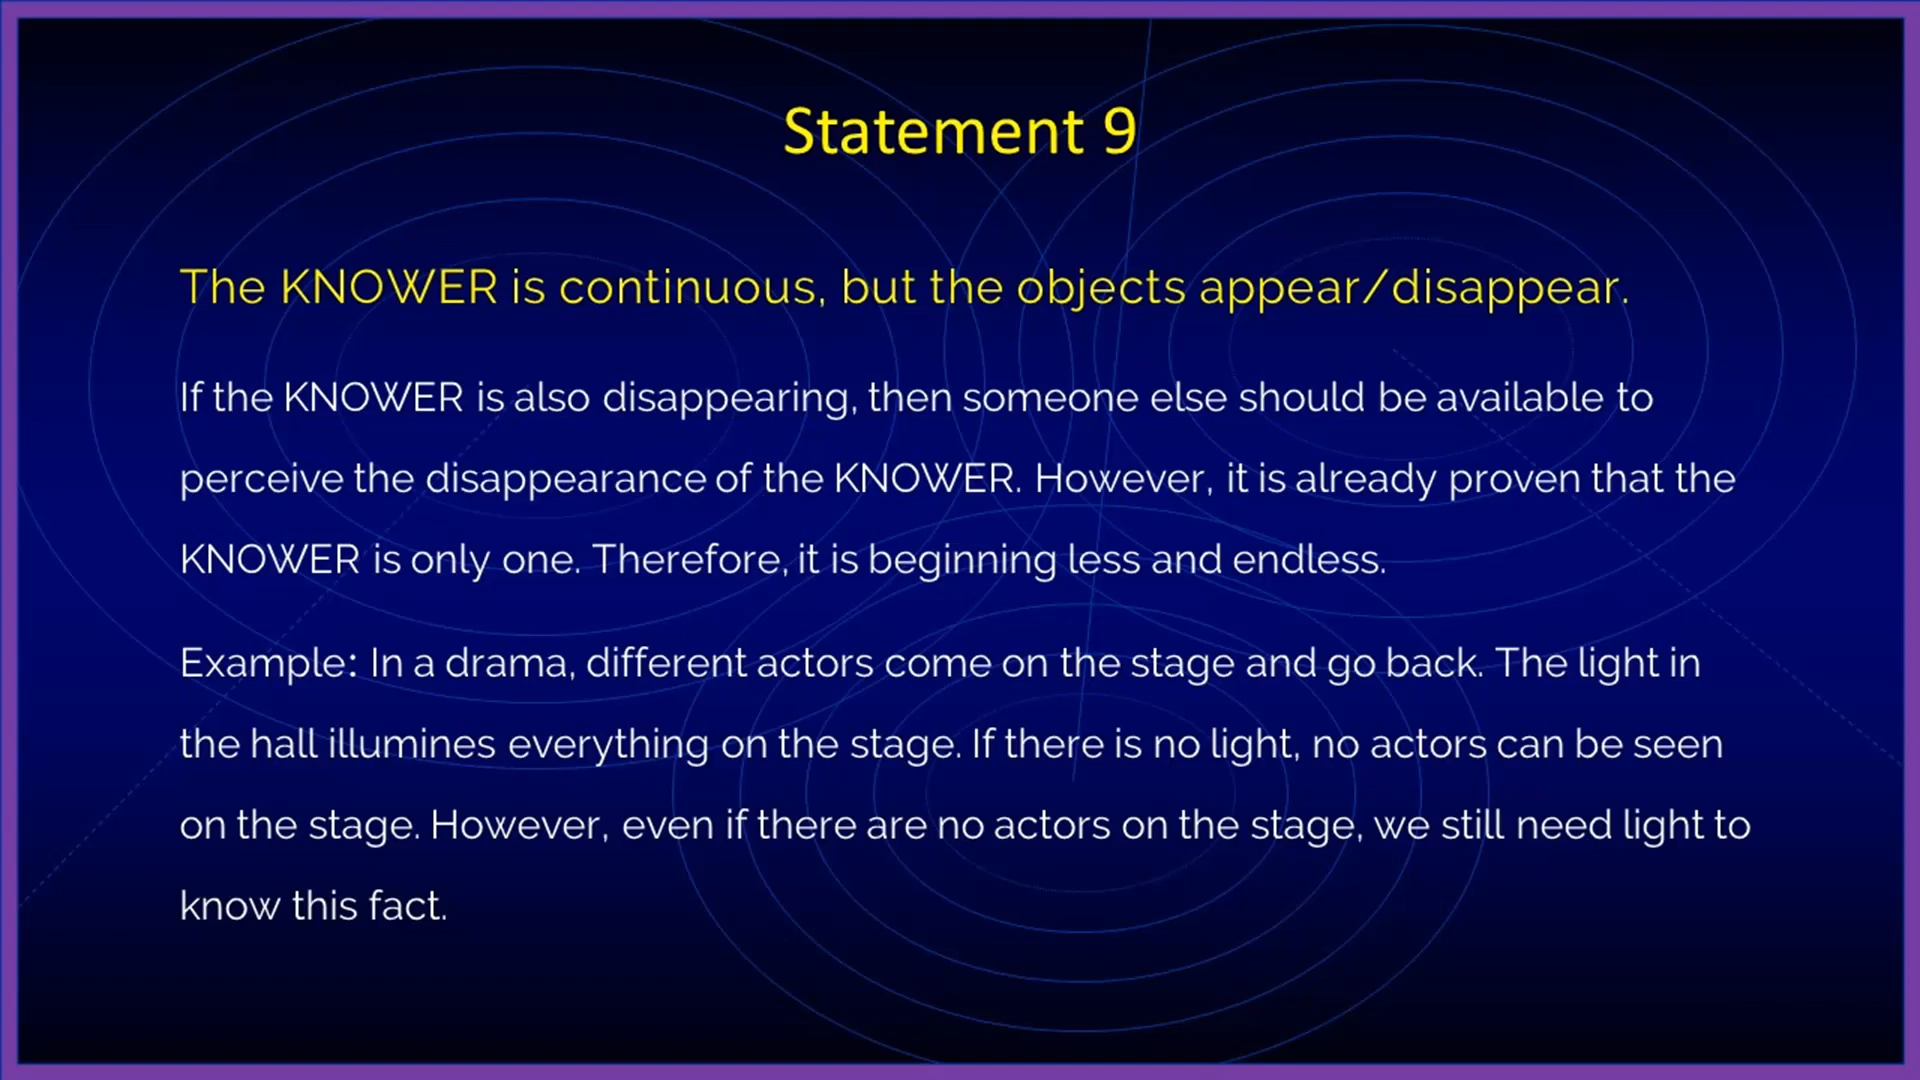 Statement 9
The KNOWER is continuous, but the objects appear/disappear.
If the KNOWER is also disappearing, then someone else should be available to
perceive the disappearance of the KNOWER. However, it is already proven that the
KNOWER is only one. Therefore, it is beginning less and endless.
Example: In a drama, different actors come on the stage and go back. The light in
the hall illumines everything on the stage. If there is no light, no actors can be seen
on the stage. However, even if there are no actors on the stage, we still need light to
know this fact.